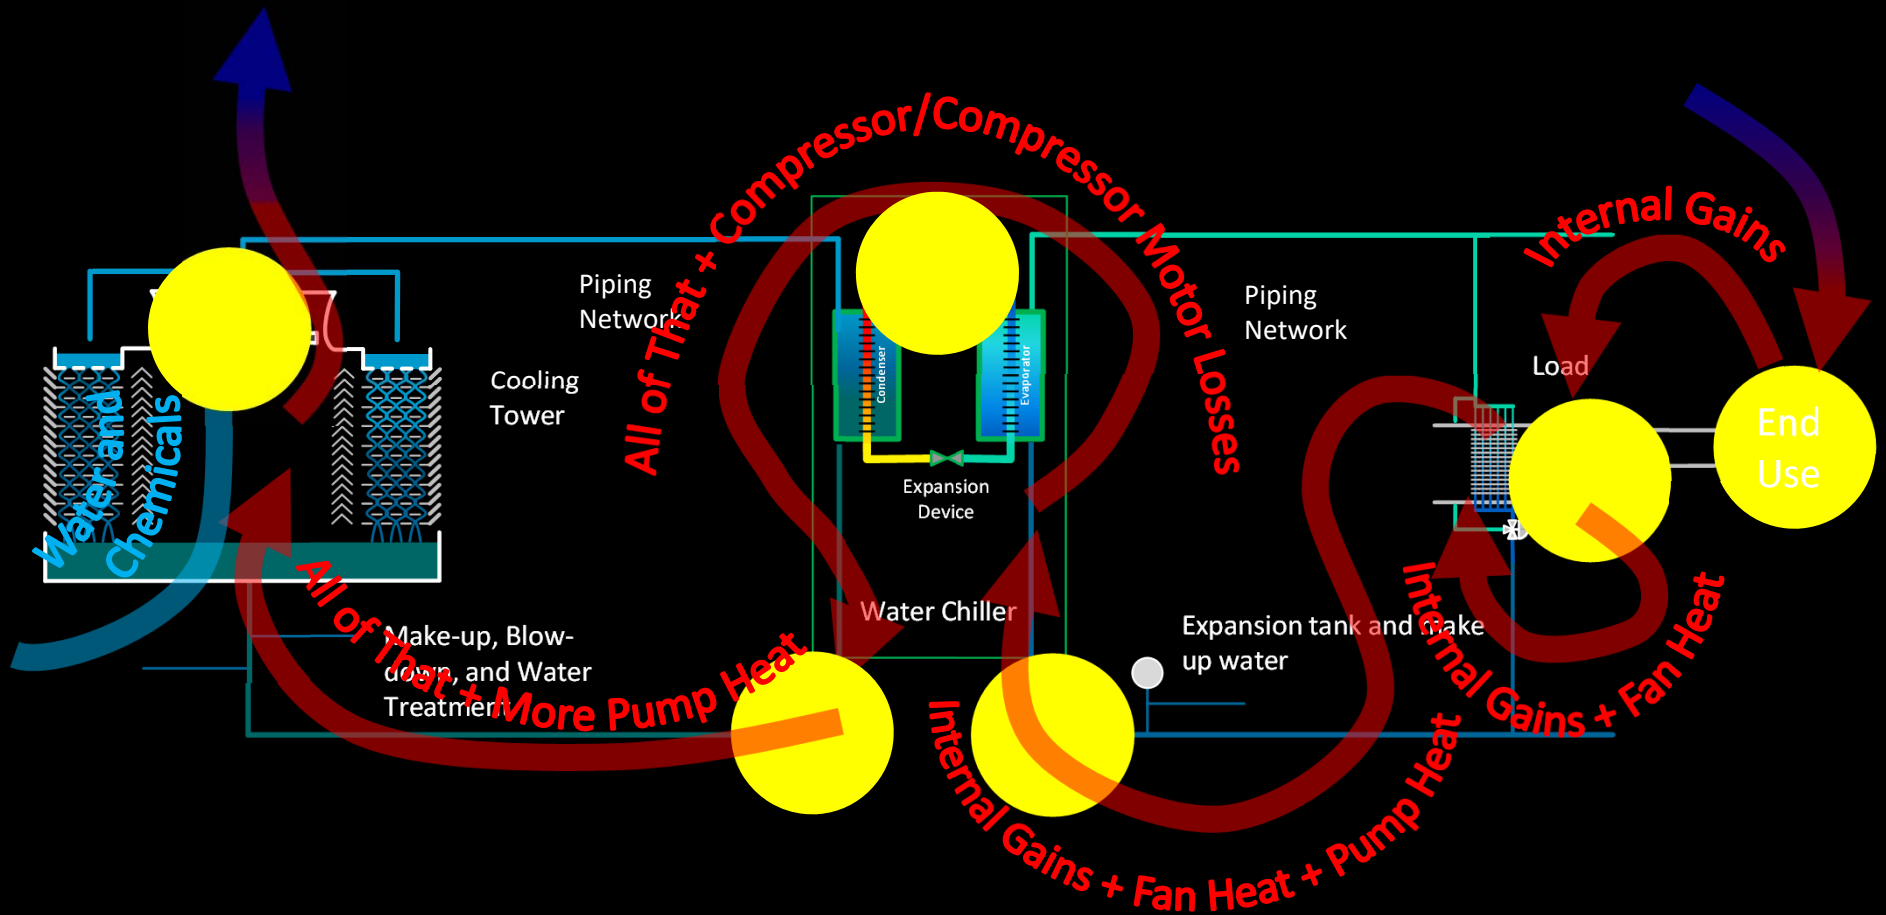 All of That + Compressor/Compressor Motor Losses
Internal Gains
Piping
Network
Piping
Network
Cooling
Tower
Condenser
Evaporator
Load
End
Use
Water and
Chemicals
Expansion
Device
Water Chiller
Make-up, Blow-
down, and Water
Treatment
All of That + More Pump Heat
Expansion tank and make
up water
Internal Gains + Fan Heat
Internal Gains + Fan Heat + Pump Heat